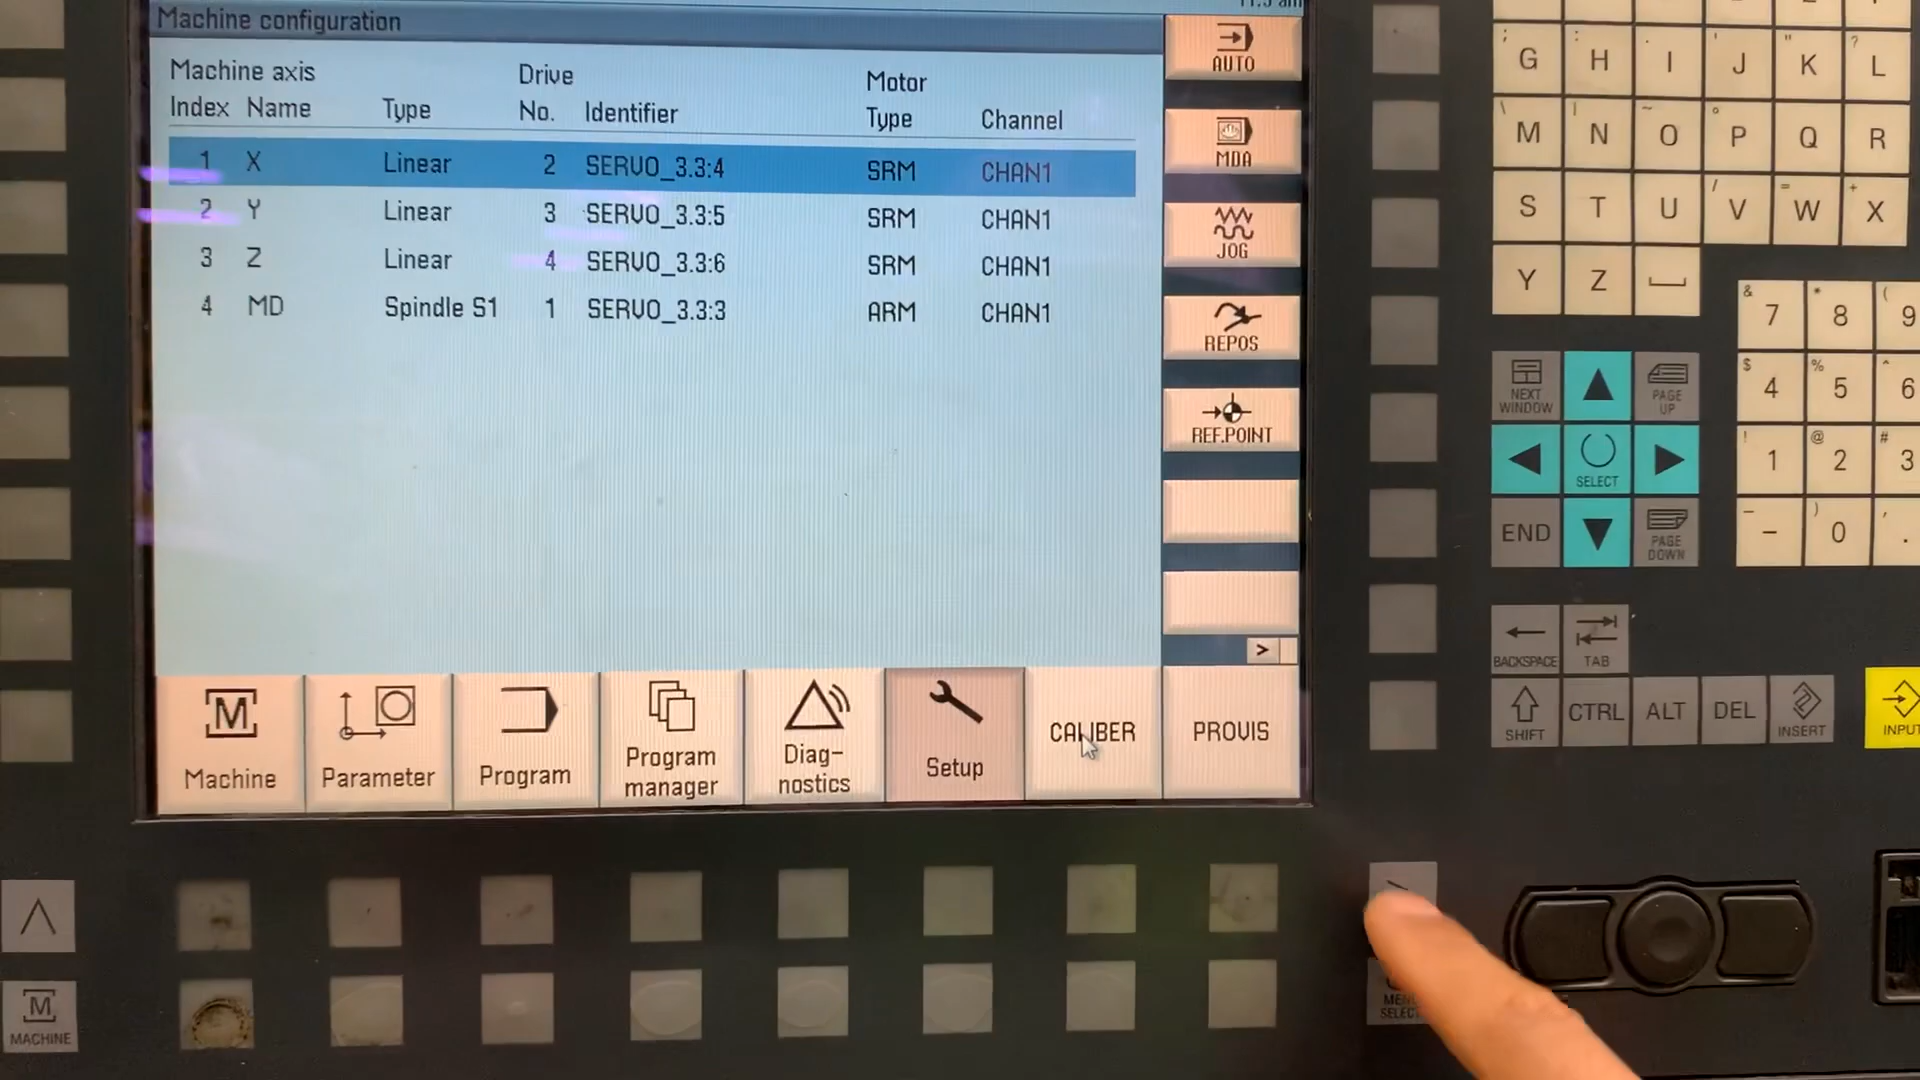 Machine configuration
Machine axis Drive Motor
Index Name Type No. Identifier Type Channel
1 X Linear 2 SERVO_3.3:4 SRM CHAN1
2 Y Linear 3 SERVO_3.3:5 SRM CHAN1
3 Z Linear 4 SERVO_3.3:6 SRM CHAN1
4 MD Spindle S1 1 SERVO_3.3:3 ARM CHAN1
AUTO
MDA
JOG
REPOS
REF.POINT
>
M
Machine
Parameter
Program
Program
manager
Diag-
nostics
Setup
CALIBER
PROVIS
; G : H . I ' J " K ? L
\ M | N ~ O ° P Q R
S T U / V = W + X
Y Z
& 7 * 8 ( 9
$ 4 % 5 ^ 6
! 1 @ 2 # 3
_ - ) 0 , .
NEXT
WINDOW
PAGE
UP
SELECT
END
PAGE
DOWN
BACKSPACE
TAB
SHIFT
CTRL
ALT
DEL
INSERT
INPUT
M
MACHINE
MENU
SELECT